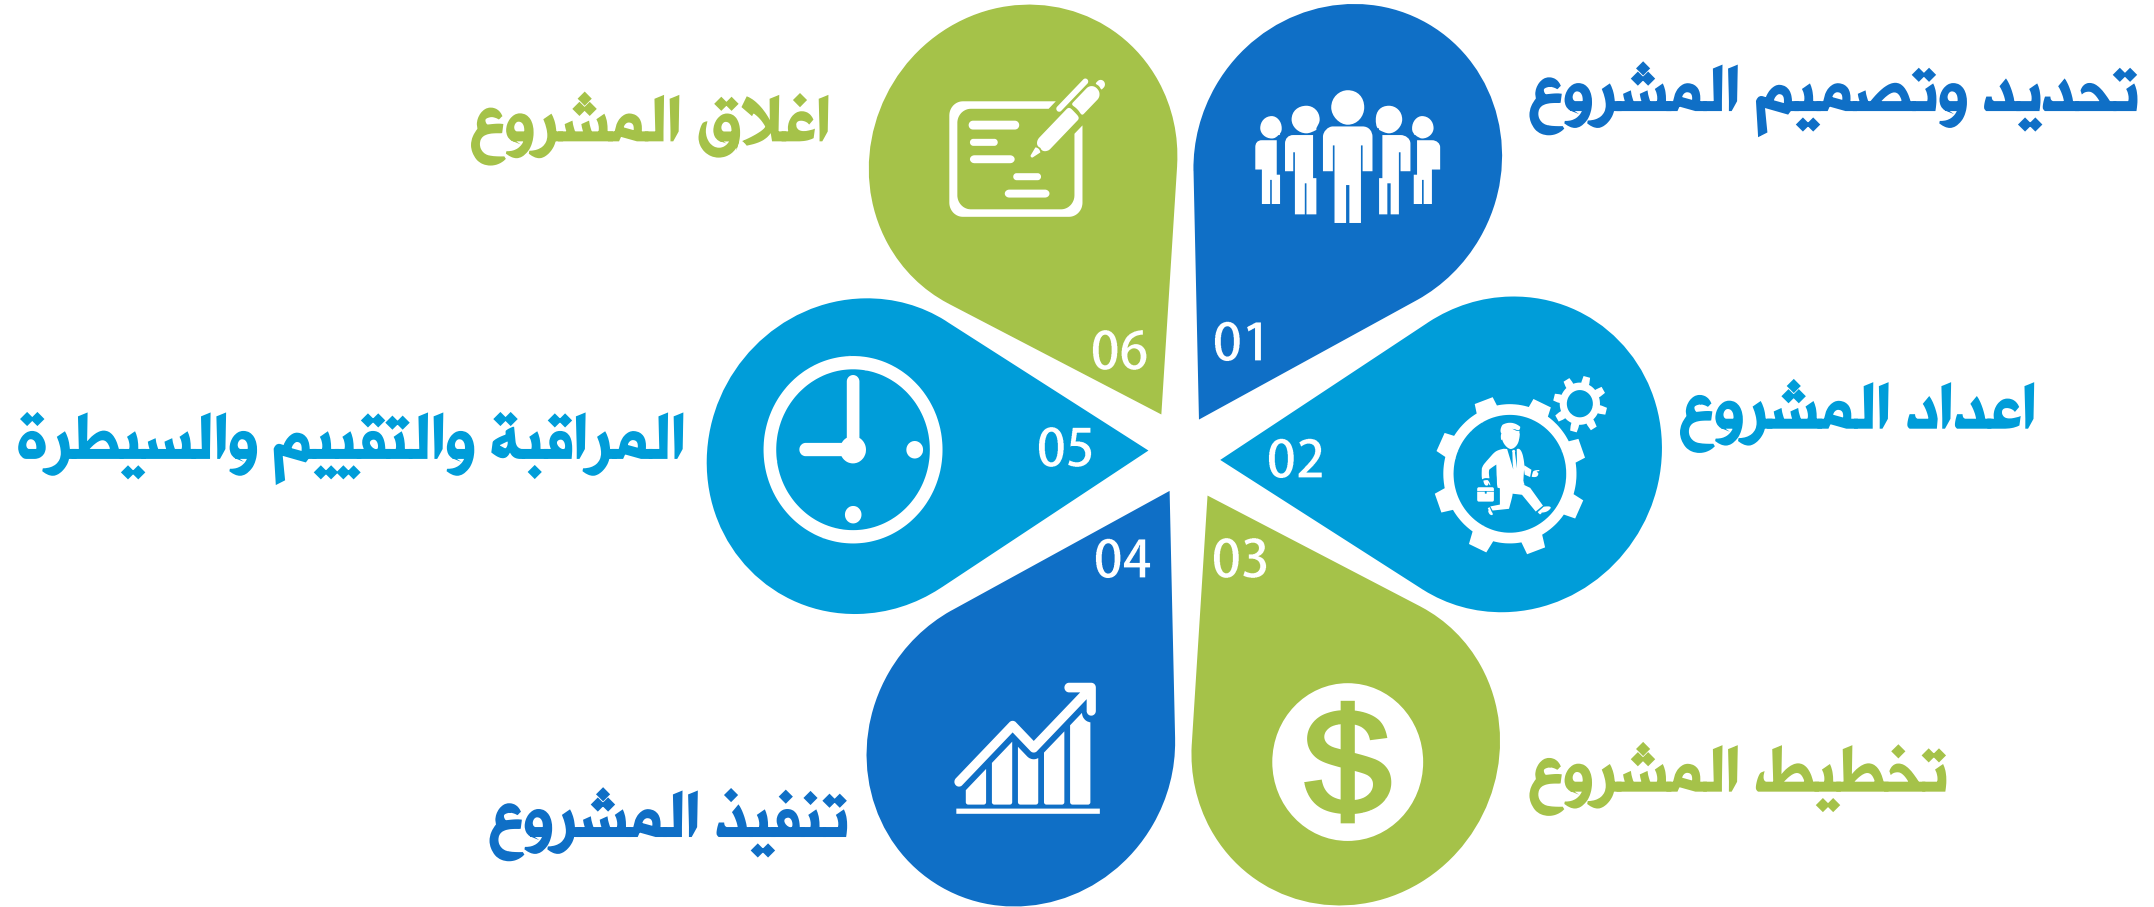 تحديد وتصميم المشروع
01
اعداد المشروع
02
تخطيط المشروع
03
تنفيذ المشروع
04
المراقبة والتقييم والسيطرة
05
اغلاق المشروع
06